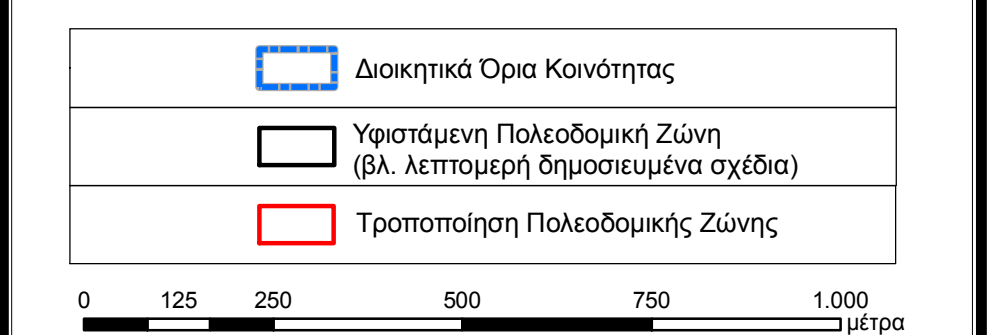 Διοικητικά Όρια Κοινότητας
Υφιστάμενη Πολεοδομική Ζώνη
(βλ. λεπτομερή δημοσιευμένα σχέδια)
Τροποποίηση Πολεοδομικής Ζώνης
0 125 250 500 750 1.000
μέτρα